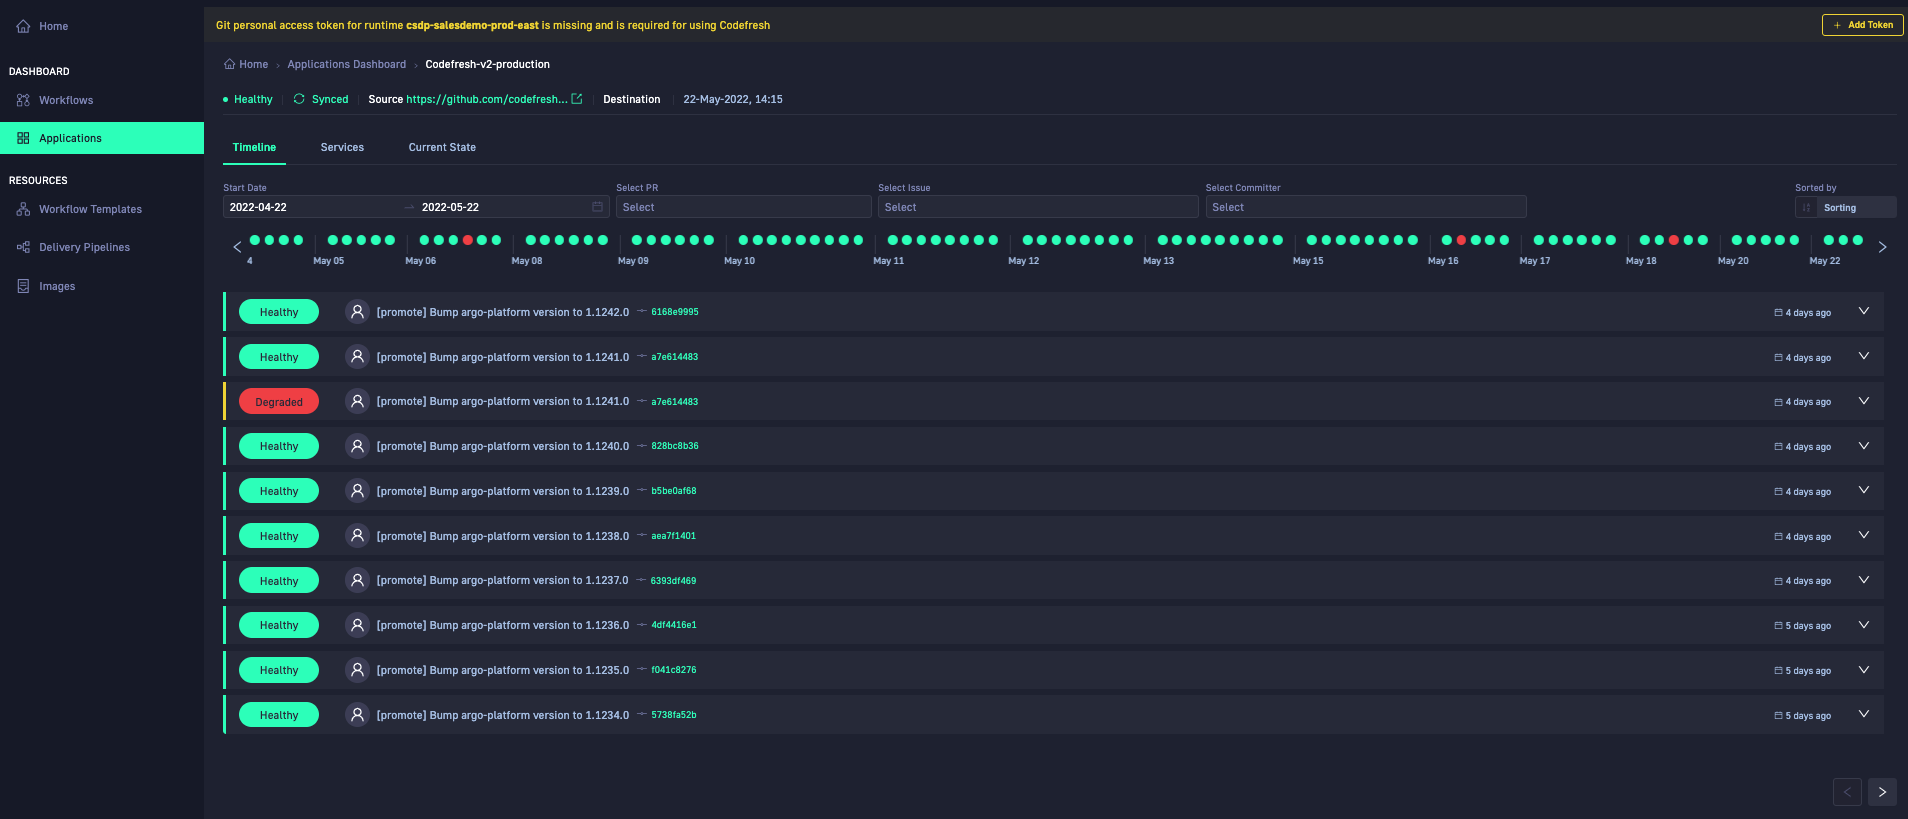 Home
DASHBOARD
Workflows
Applications
RESOURCES
Workflow Templates
Delivery Pipelines
Images
Git personal access token for runtime csdp-salesdemo-prod-east is missing and is required for using Codefresh
+ Add Token
Home › Applications Dashboard › Codefresh-v2-production
Healthy Synced Source https://github.com/codefresh... Destination 22-May-2022, 14:15
Timeline Services Current State
Start Date Select PR Select Issue Select Committer Sorted by
2022-04-22 → 2022-05-22 Select Select Select Sorting
4 May 05 May 06 May 08 May 09 May 10 May 11 May 12 May 13 May 15 May 16 May 17 May 18 May 20 May 22
Healthy [promote] Bump argo-platform version to 1.1242.0 6168e9995 4 days ago
Healthy [promote] Bump argo-platform version to 1.1241.0 a7e614483 4 days ago
Degraded [promote] Bump argo-platform version to 1.1241.0 a7e614483 4 days ago
Healthy [promote] Bump argo-platform version to 1.1240.0 828bc8b36 4 days ago
Healthy [promote] Bump argo-platform version to 1.1239.0 b5be0af68 4 days ago
Healthy [promote] Bump argo-platform version to 1.1238.0 aea7f1401 4 days ago
Healthy [promote] Bump argo-platform version to 1.1237.0 6393df469 4 days ago
Healthy [promote] Bump argo-platform version to 1.1236.0 4df4416e1 5 days ago
Healthy [promote] Bump argo-platform version to 1.1235.0 f041c8276 5 days ago
Healthy [promote] Bump argo-platform version to 1.1234.0 5738fa52b 5 days ago